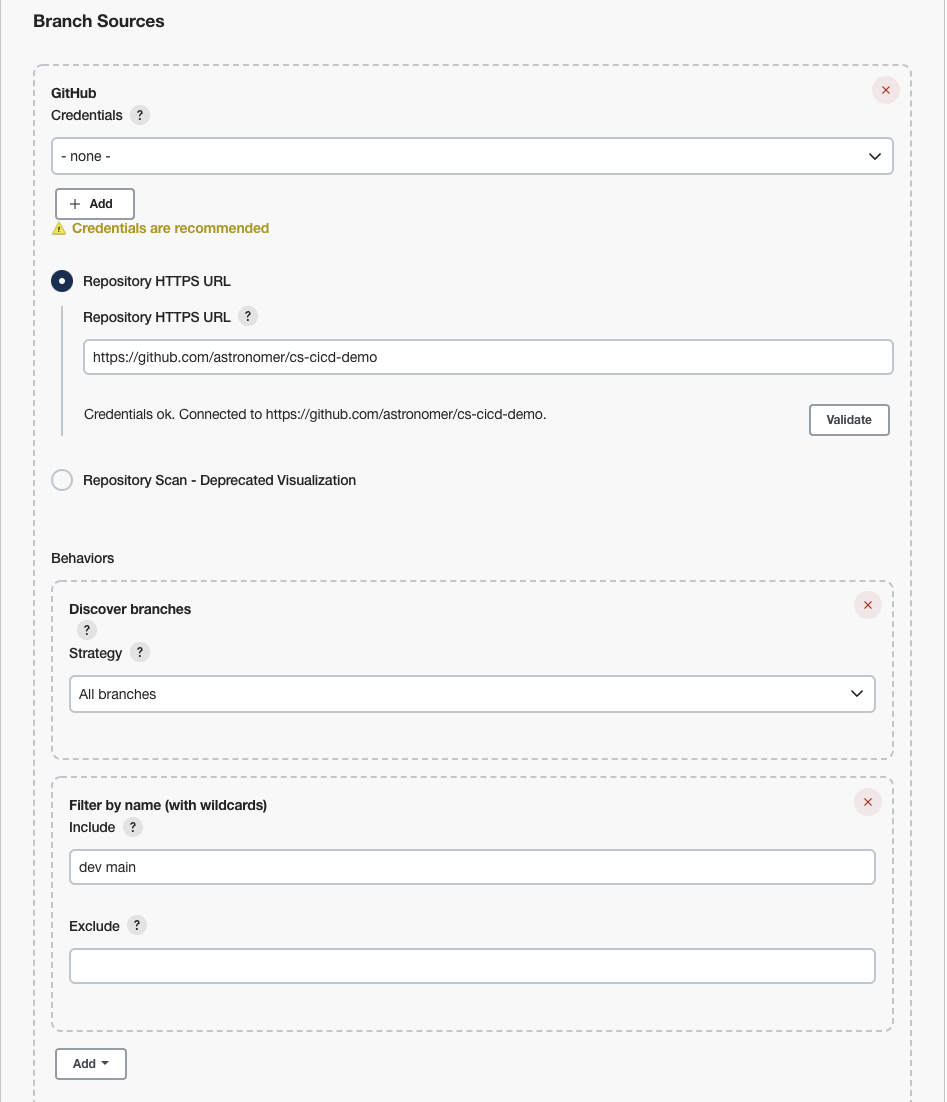 Branch Sources
GitHub
Credentials ?
- none -
+ Add
Credentials are recommended
Repository HTTPS URL
Repository HTTPS URL ?
https://github.com/astronomer/cs-cicd-demo
Credentials ok. Connected to https://github.com/astronomer/cs-cicd-demo.
Validate
Repository Scan - Deprecated Visualization
Behaviors
Discover branches
?
Strategy ?
All branches
Filter by name (with wildcards)
Include ?
dev main
Exclude ?
Add